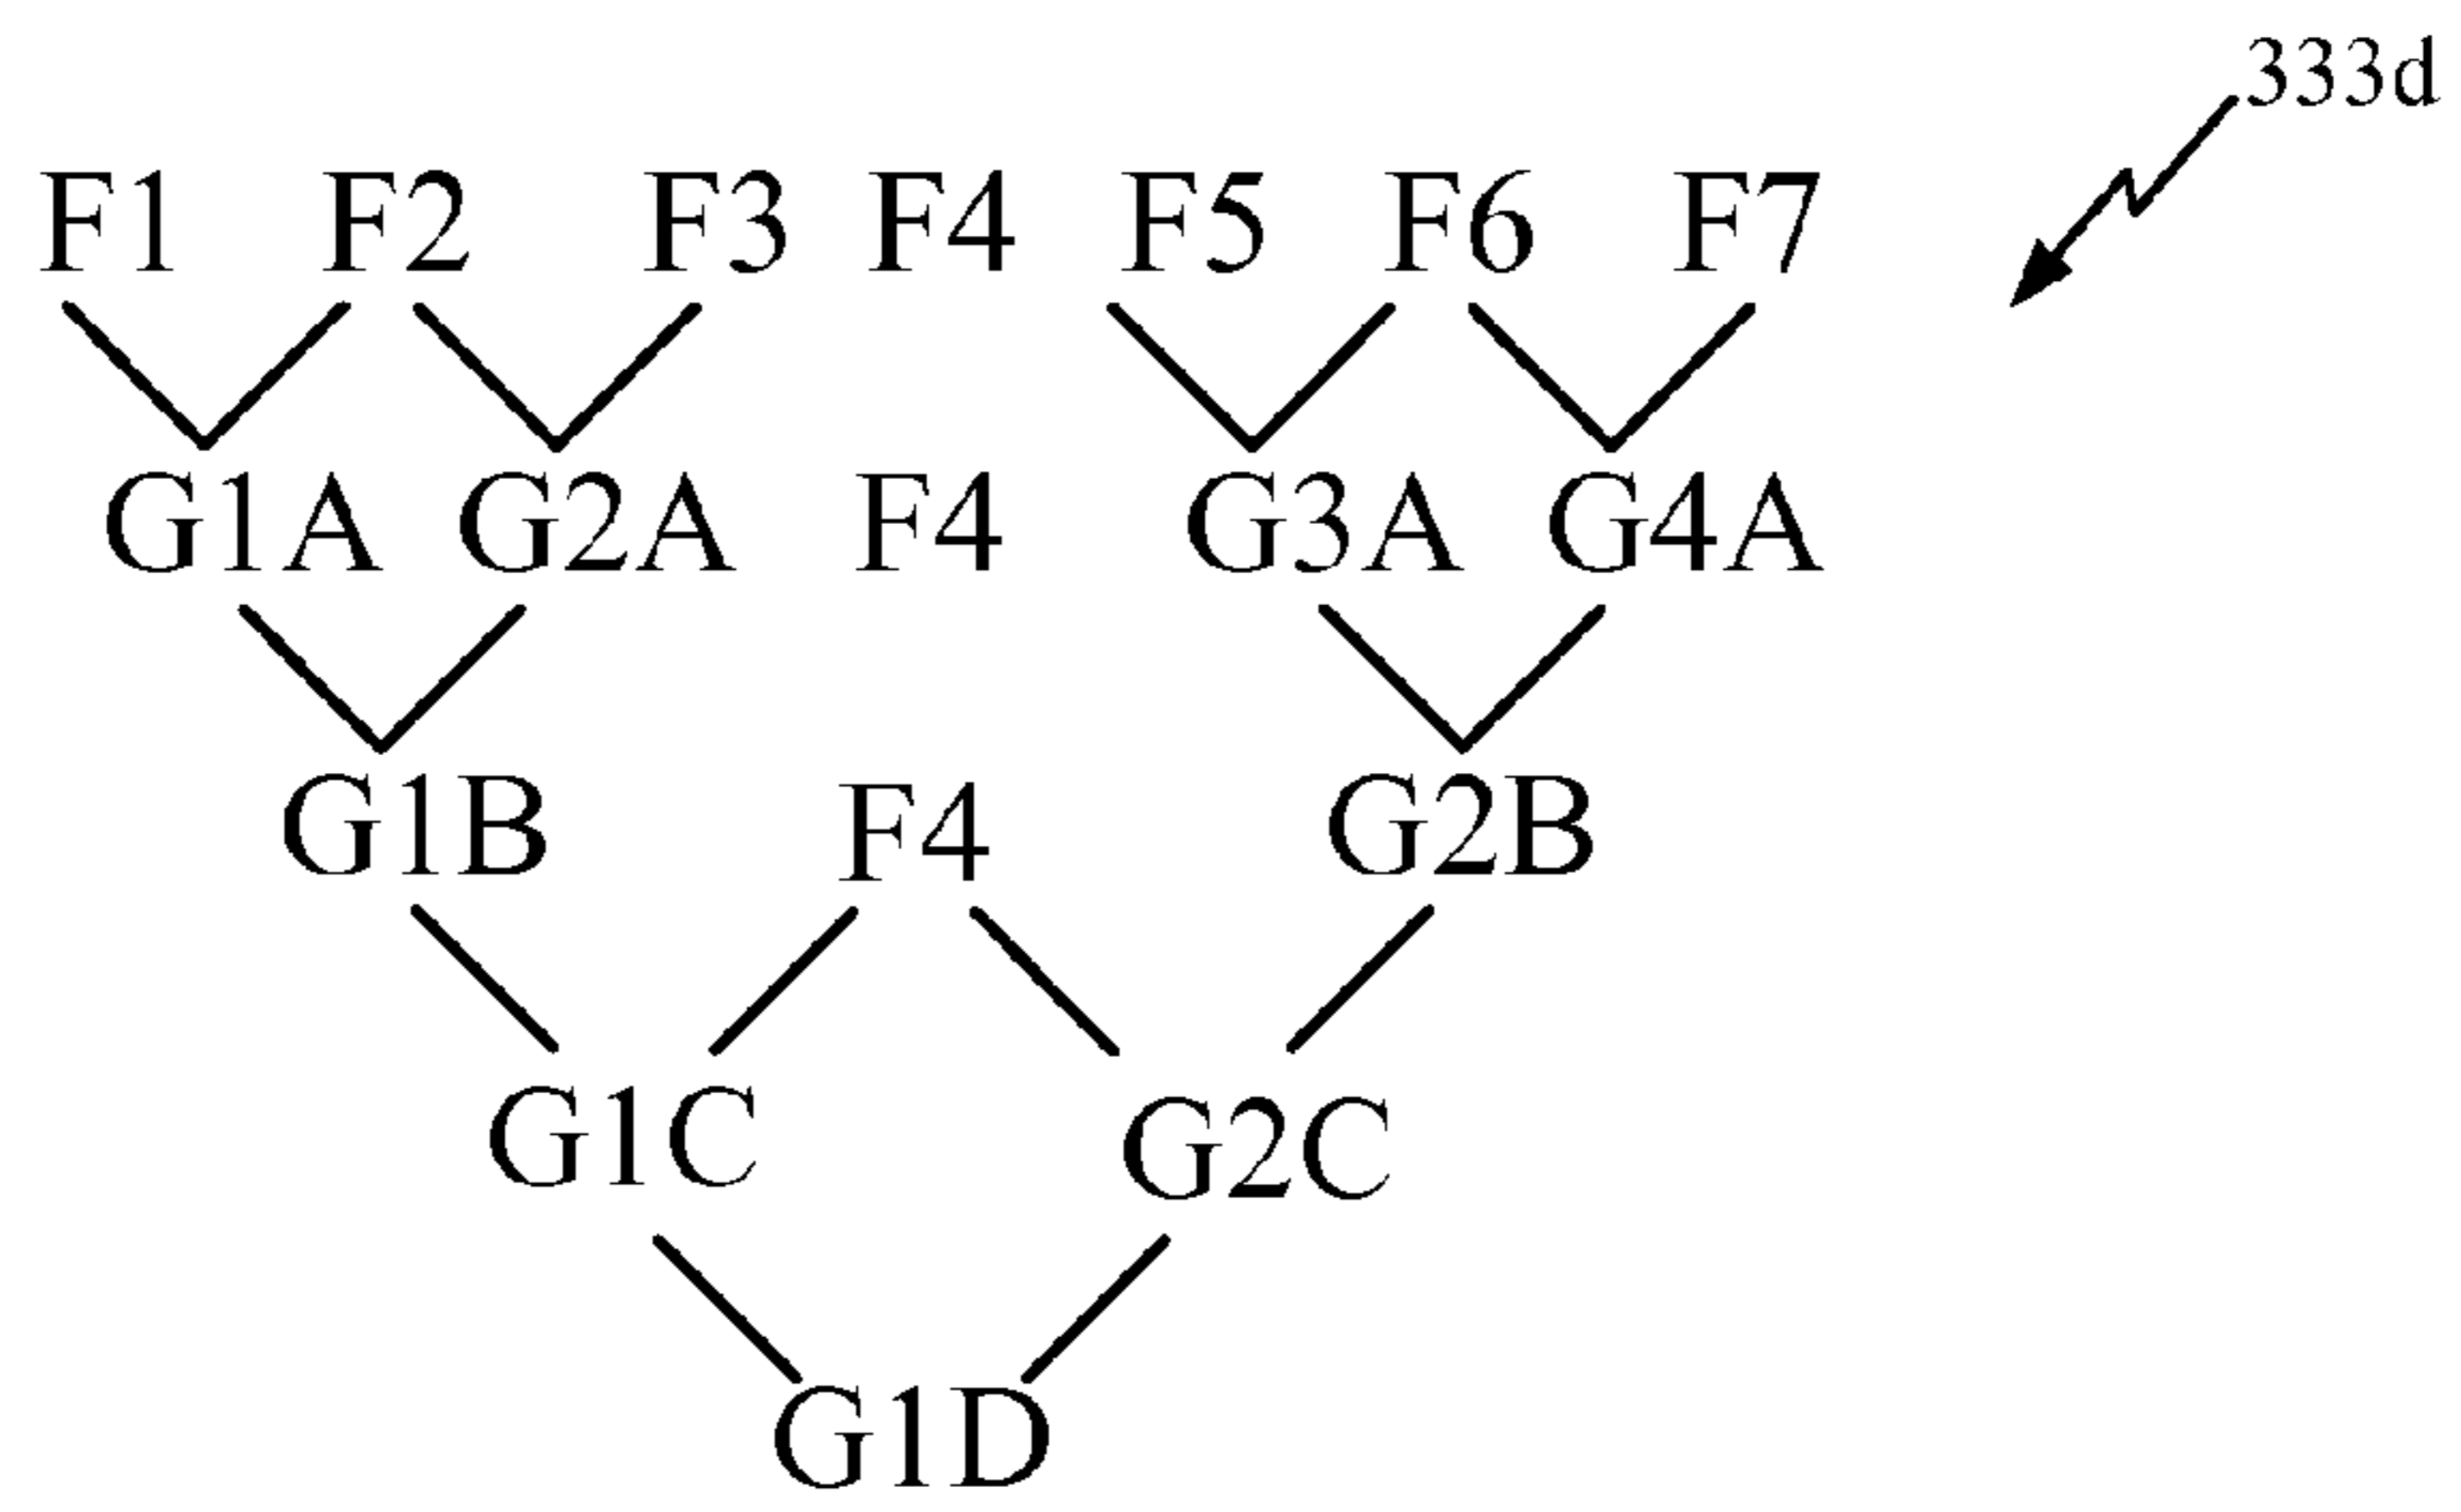 333d
F1 F2 F3 F4 F5 F6 F7
G1A G2A F4 G3A G4A
G1B F4 G2B
G1C G2C
G1D